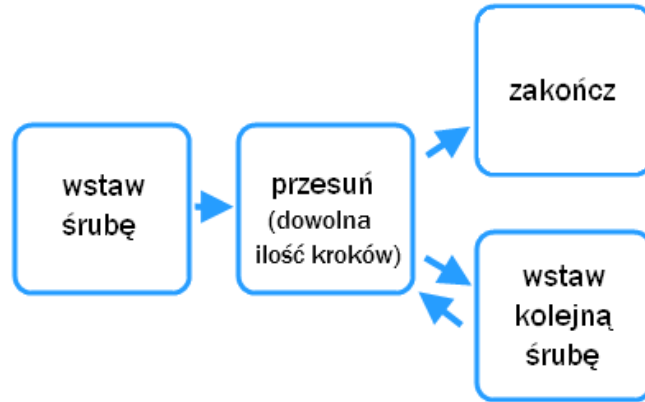 wstaw
śrubę
przesuń
(dowolna
ilość kroków)
zakończ
wstaw
kolejną
śrubę